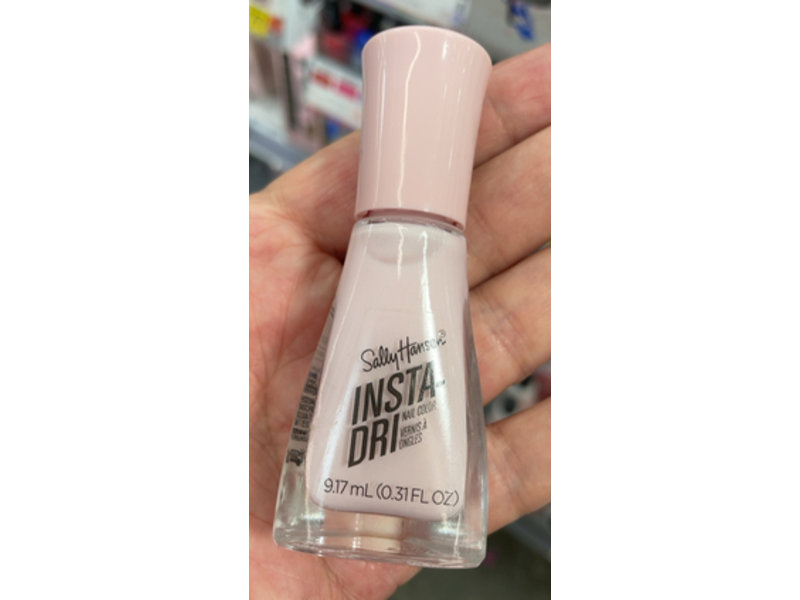 Sally Hansen®
INSTA-
DRI
NAIL COLOR
VERNIS À
ONGLES
9.17 mL (0.31 FL OZ)